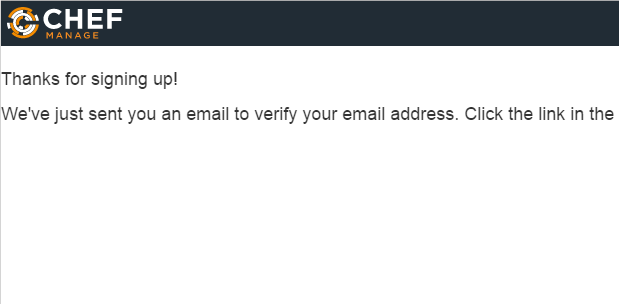 CHEF
MANAGE
Thanks for signing up!
We've just sent you an email to verify your email address. Click the link in the